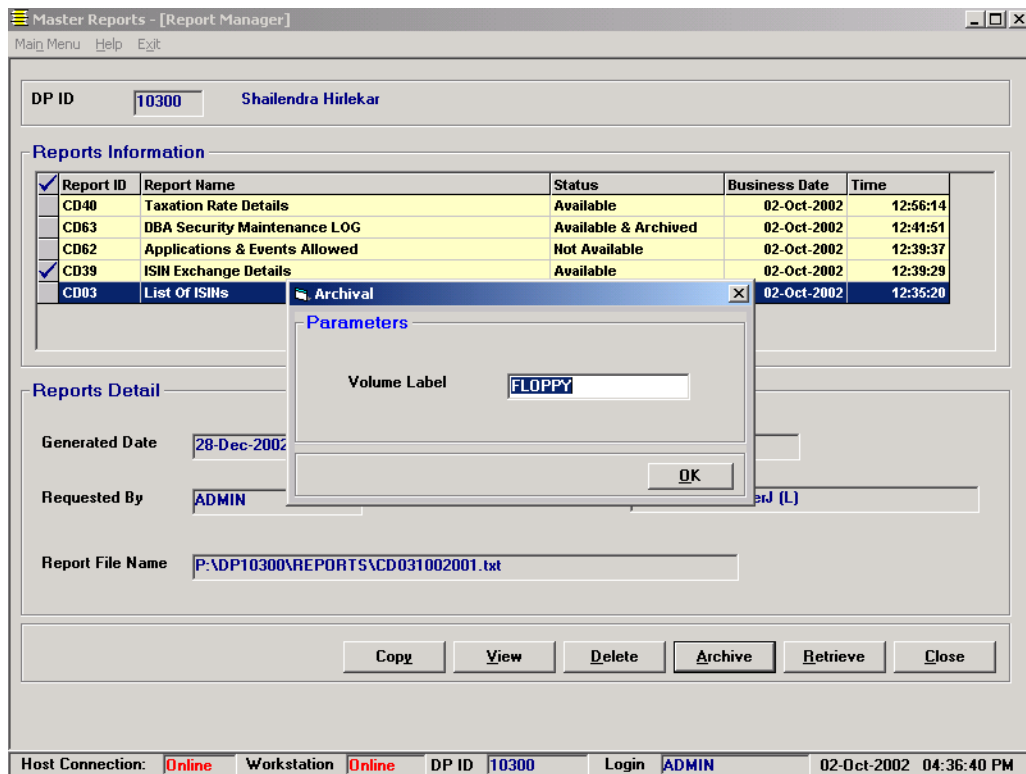 Master Reports - [Report Manager]
Main Menu Help Exit
DP ID 10300 Shailendra Hirlekar
Reports Information
Report ID Report Name Status Business Date Time
CD40 Taxation Rate Details Available 02-Oct-2002 12:56:14
CD63 DBA Security Maintenance LOG Available & Archived 02-Oct-2002 12:41:51
CD62 Applications & Events Allowed Not Available 02-Oct-2002 12:39:37
CD39 ISIN Exchange Details Available 02-Oct-2002 12:39:29
CD03 List Of ISINs 02-Oct-2002 12:35:20
Archival
Parameters
Volume Label FLOPPY
OK
Reports Detail
Generated Date 28-Dec-2002
Requested By ADMIN erJ (L)
Report File Name P:\DP10300\REPORTS\CD031002001.txt
Copy View Delete Archive Retrieve Close
Host Connection: Online Workstation Online DP ID 10300 Login ADMIN 02-Oct-2002 04:36:40 PM